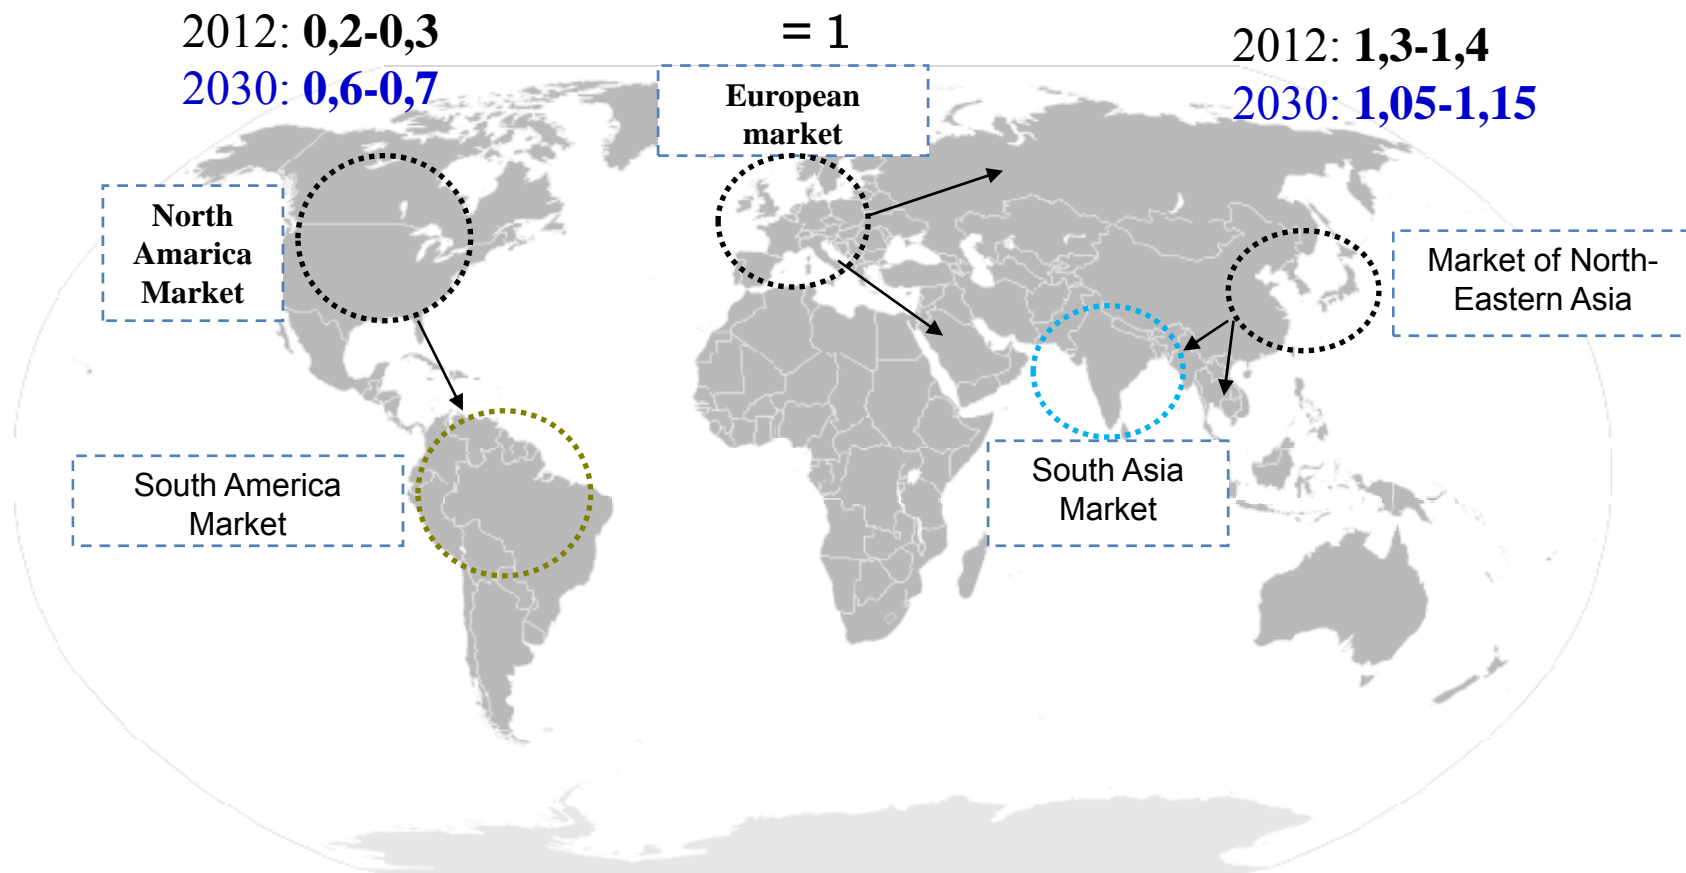 2012: 0,2-0,3
2030: 0,6-0,7
= 1
2012: 1,3-1,4
2030: 1,05-1,15
European
market
North
Amarica
Market
Market of North-
Eastern Asia
South America
Market
South Asia
Market